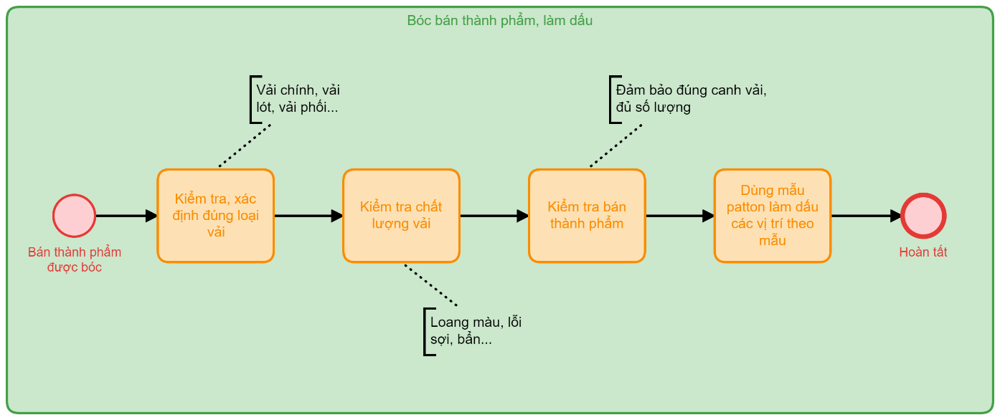 Bóc bán thành phẩm, làm dấu
Vải chính, vải
lót, vải phối...
Đảm bảo đúng canh vải,
đủ số lượng
Bán thành phẩm
được bóc
Kiểm tra, xác
định đúng loại
vải
Kiểm tra chất
lượng vải
Kiểm tra bán
thành phẩm
Dùng mẫu
patton làm dấu
các vị trí theo
mẫu
Hoàn tất
Loang màu, lỗi
sợi, bẩn...